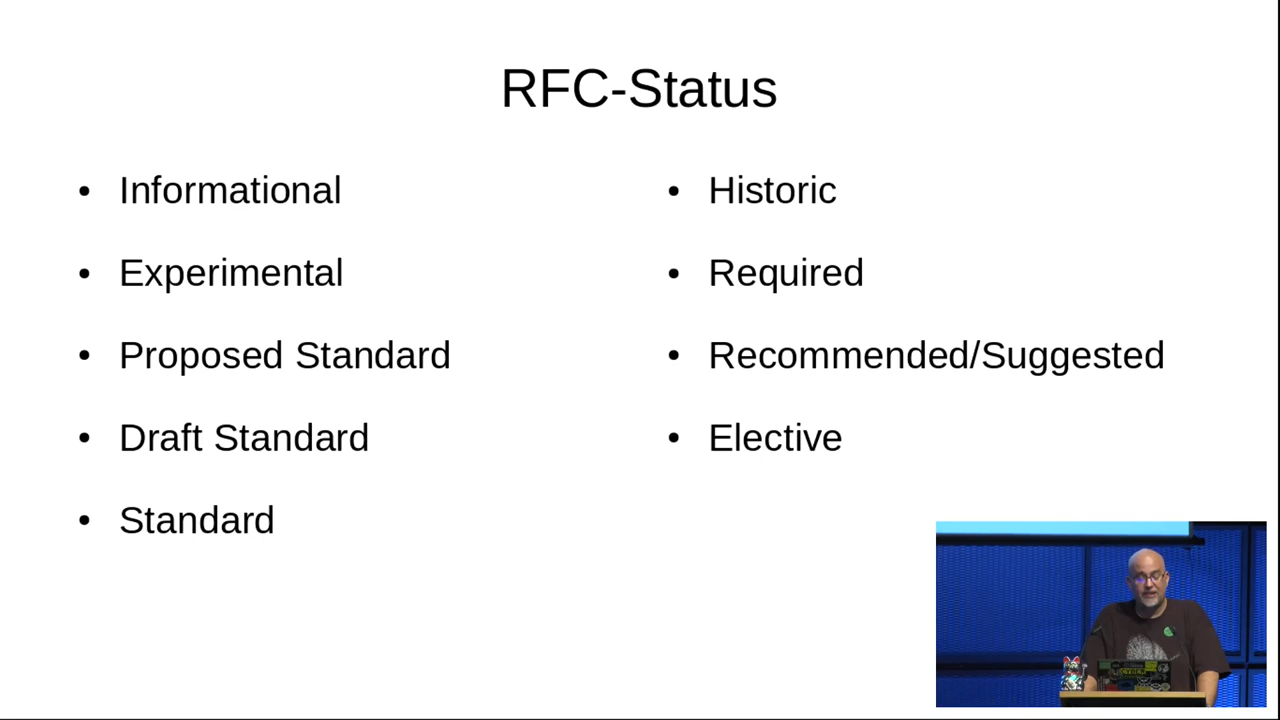 RFC-Status
• Informational
• Experimental
• Proposed Standard
• Draft Standard
• Standard
• Historic
• Required
• Recommended/Suggested
• Elective